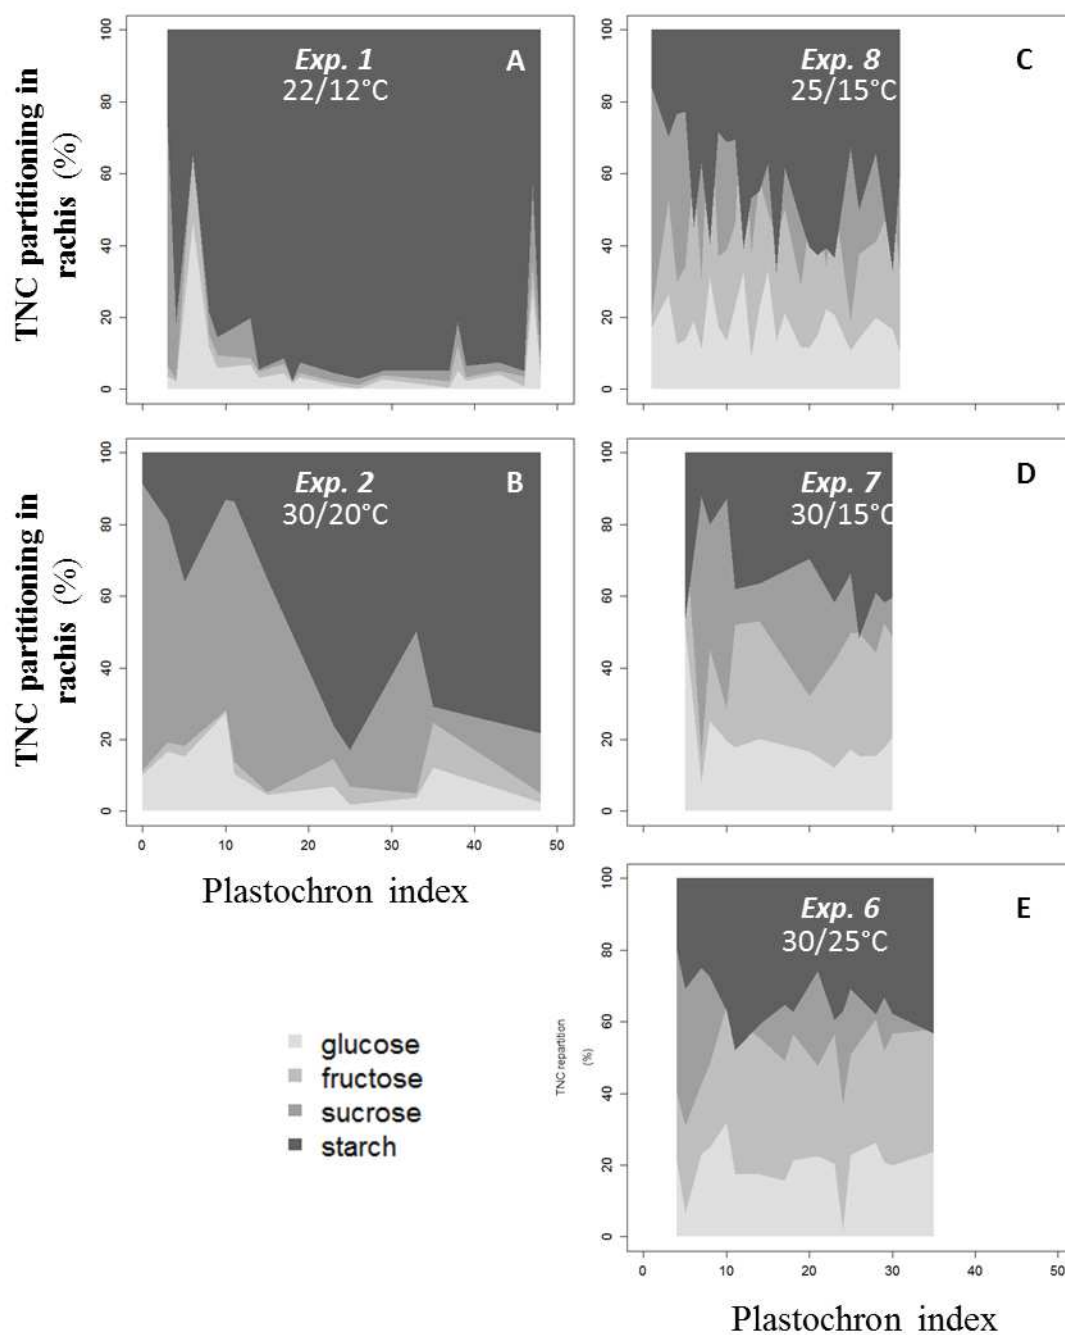 TNC partitioning in
rachis (%)
100
80
60
40
20
0
Exp. 1
22/12°C
A
100
80
60
40
20
0
Exp. 8
25/15°C
C
TNC partitioning in
rachis (%)
100
80
60
40
20
0
Exp. 2
30/20°C
B
0 10 20 30 40 50
Plastochron index
100
80
60
40
20
0
Exp. 7
30/15°C
D
glucose
fructose
sucrose
starch
TNC repartition
(%)
100
80
60
40
20
0
Exp. 6
30/25°C
E
0 10 20 30 40 50
Plastochron index